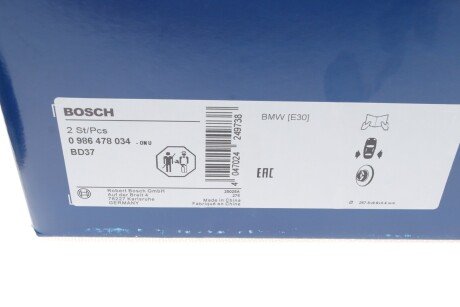 BOSCH
2 St/Pcs
0 986 478 034
BD37
BMW [E30]
4 047024 249738
EAC
Robert Bosch GmbH
Auf der Breit 4
76227 Karlsruhe
GERMANY
Made in China
Fabriqué en Chine